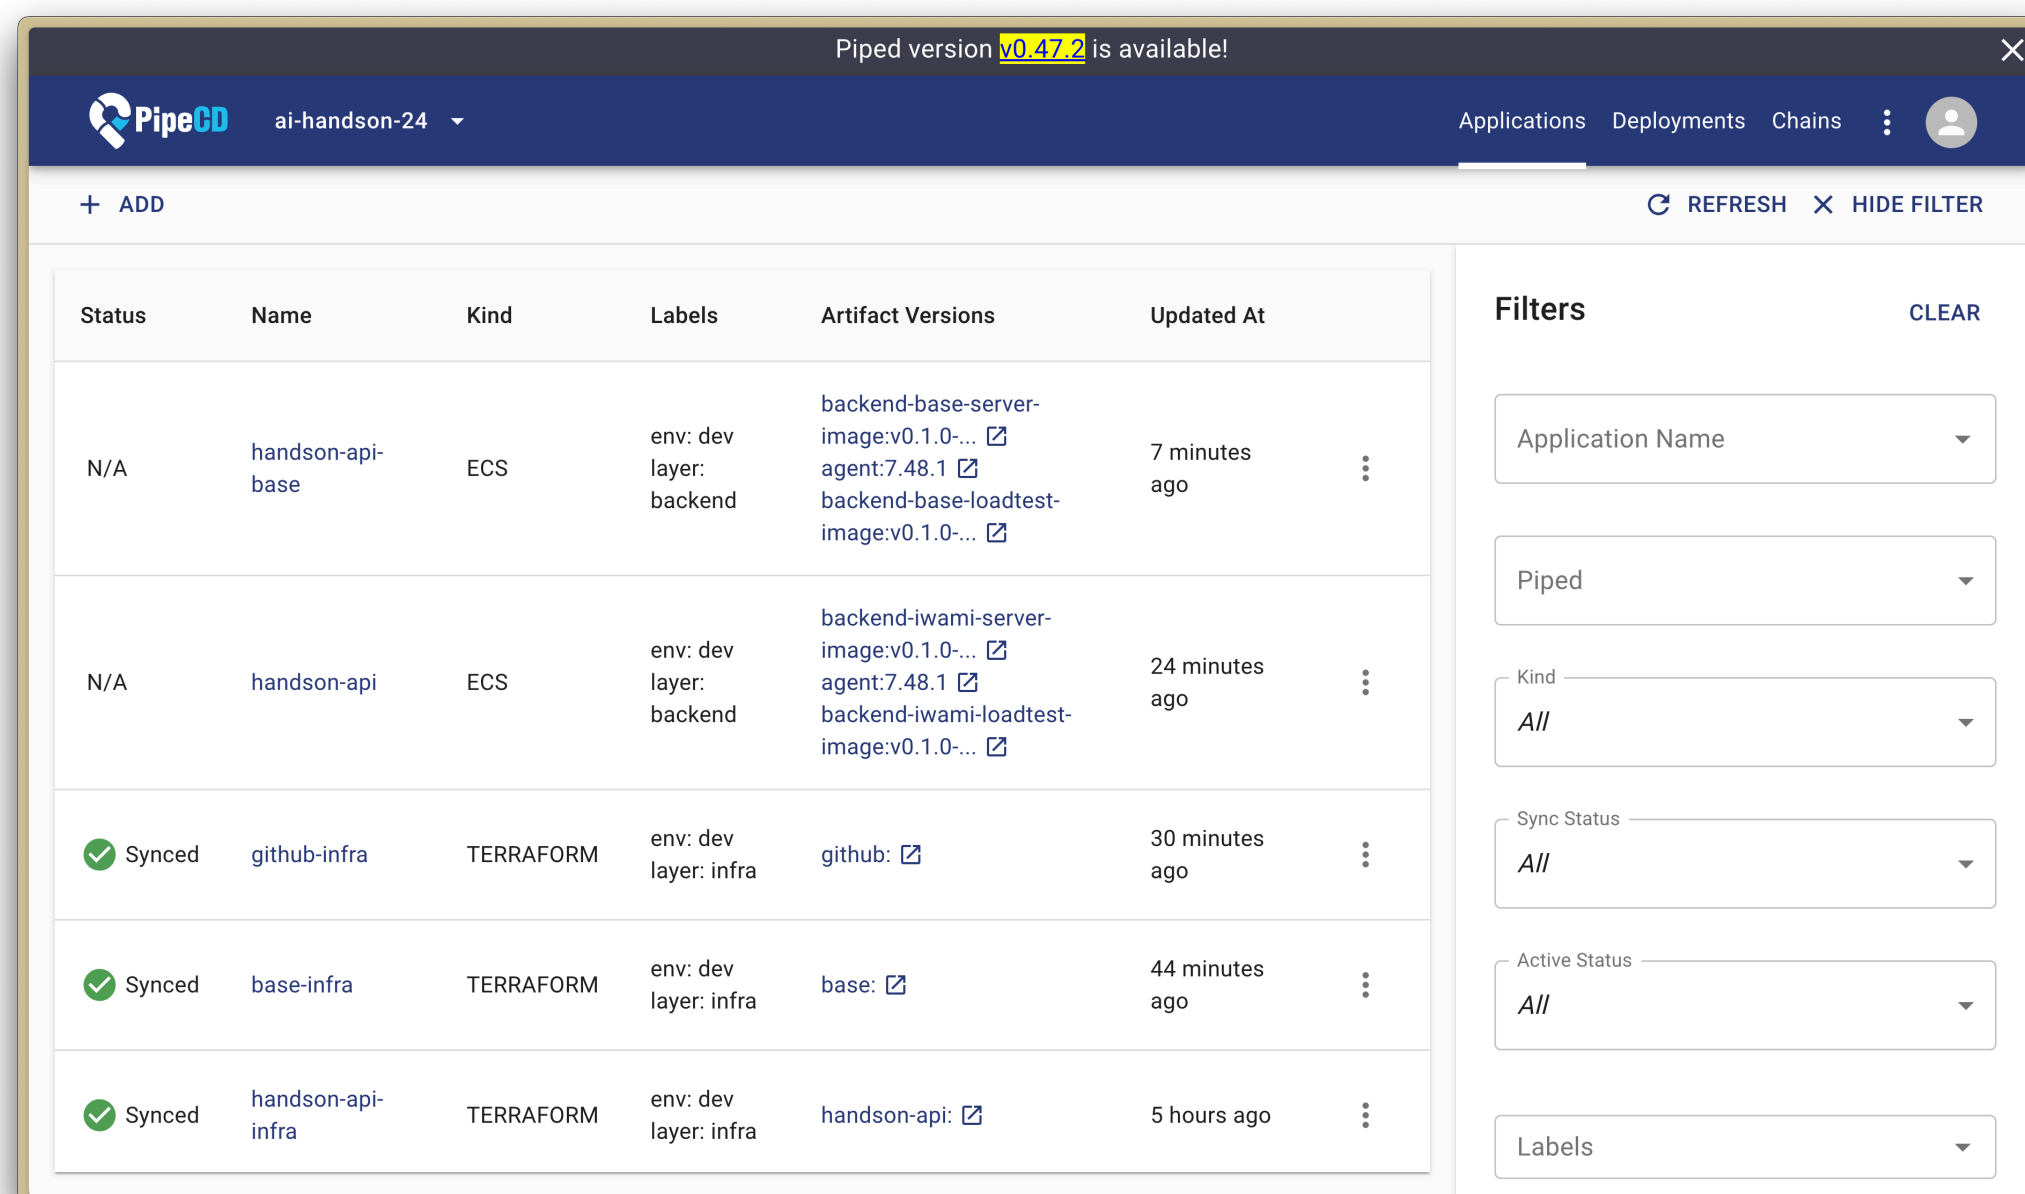 Piped version v0.47.2 is available!
PipeCD
ai-handson-24
Applications
Deployments
Chains
ADD
REFRESH
HIDE FILTER
Status
Name
Kind
Labels
Artifact Versions
Updated At
N/A
handson-api-
base
ECS
env: dev
layer:
backend
backend-base-server-
image:v0.1.0-...
agent:7.48.1
backend-base-loadtest-
image:v0.1.0-...
7 minutes
ago
N/A
handson-api
ECS
env: dev
layer:
backend
backend-iwami-server-
image:v0.1.0-...
agent:7.48.1
backend-iwami-loadtest-
image:v0.1.0-...
24 minutes
ago
Synced
github-infra
TERRAFORM
env: dev
layer: infra
github:
30 minutes
ago
Synced
base-infra
TERRAFORM
env: dev
layer: infra
base:
44 minutes
ago
Synced
handson-api-
infra
TERRAFORM
env: dev
layer: infra
handson-api:
5 hours ago
Filters
CLEAR
Application Name
Piped
Kind
All
Sync Status
All
Active Status
All
Labels